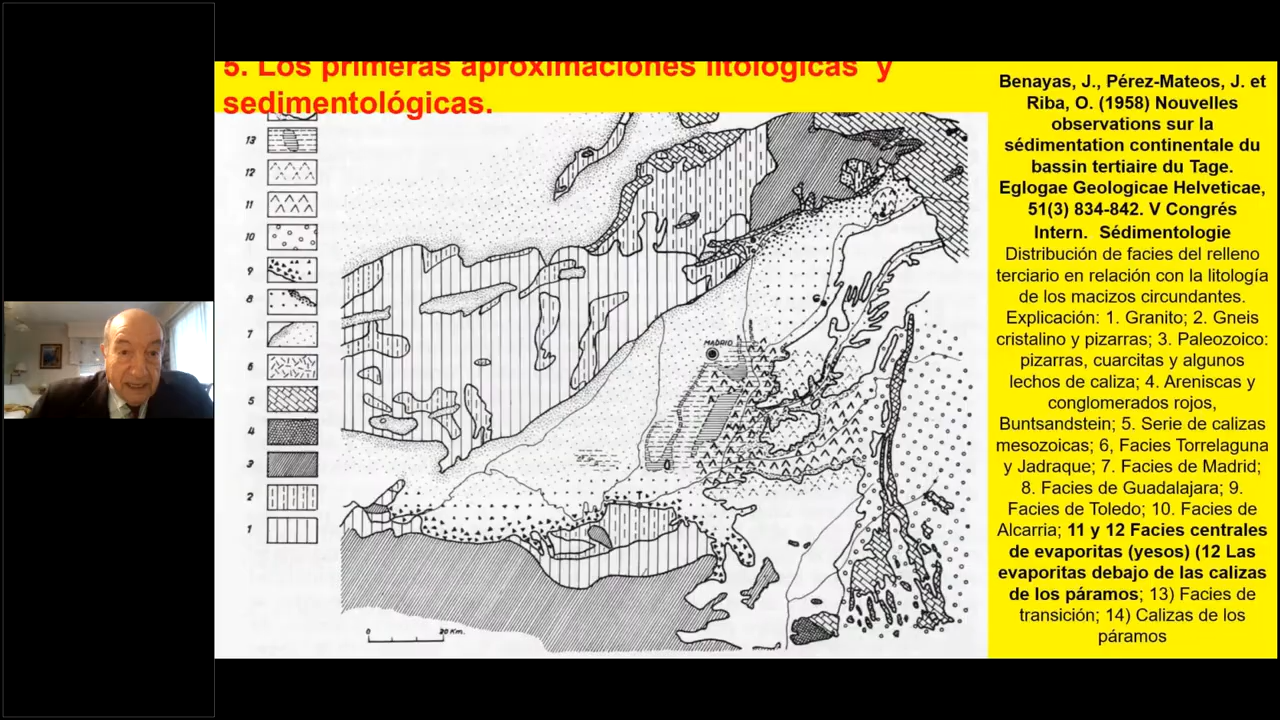 5. Los primeras aproximaciones litológicas y
sedimentológicas.
13
12
11
10
9
8
7
6
5
4
3
2
1
MADRID
T
0
20 Km.
Benayas, J., Pérez-Mateos, J. et
Riba, O. (1958) Nouvelles
observations sur la
sédimentation continentale du
bassin tertiaire du Tage.
Eglogae Geologicae Helveticae,
51(3) 834-842. V Congrés
Intern. Sédimentologie
Distribución de facies del relleno
terciario en relación con la litología
de los macizos circundantes.
Explicación: 1. Granito; 2. Gneis
cristalino y pizarras; 3. Paleozoico:
pizarras, cuarcitas y algunos
lechos de caliza; 4. Areniscas y
conglomerados rojos,
Buntsandstein; 5. Serie de calizas
mesozoicas; 6, Facies Torrelaguna
y Jadraque; 7. Facies de Madrid;
8. Facies de Guadalajara; 9.
Facies de Toledo; 10. Facies de
Alcarria; 11 y 12 Facies centrales
de evaporitas (yesos) (12 Las
evaporitas debajo de las calizas
de los páramos; 13) Facies de
transición; 14) Calizas de los
páramos